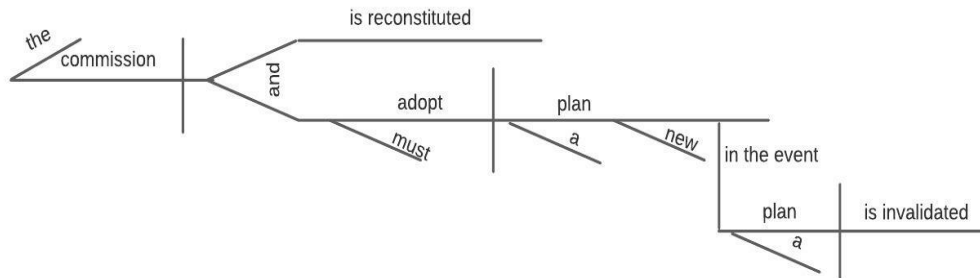 is reconstituted
the
commission
and
adopt
plan
must
a
new
in the event
plan
is invalidated
a